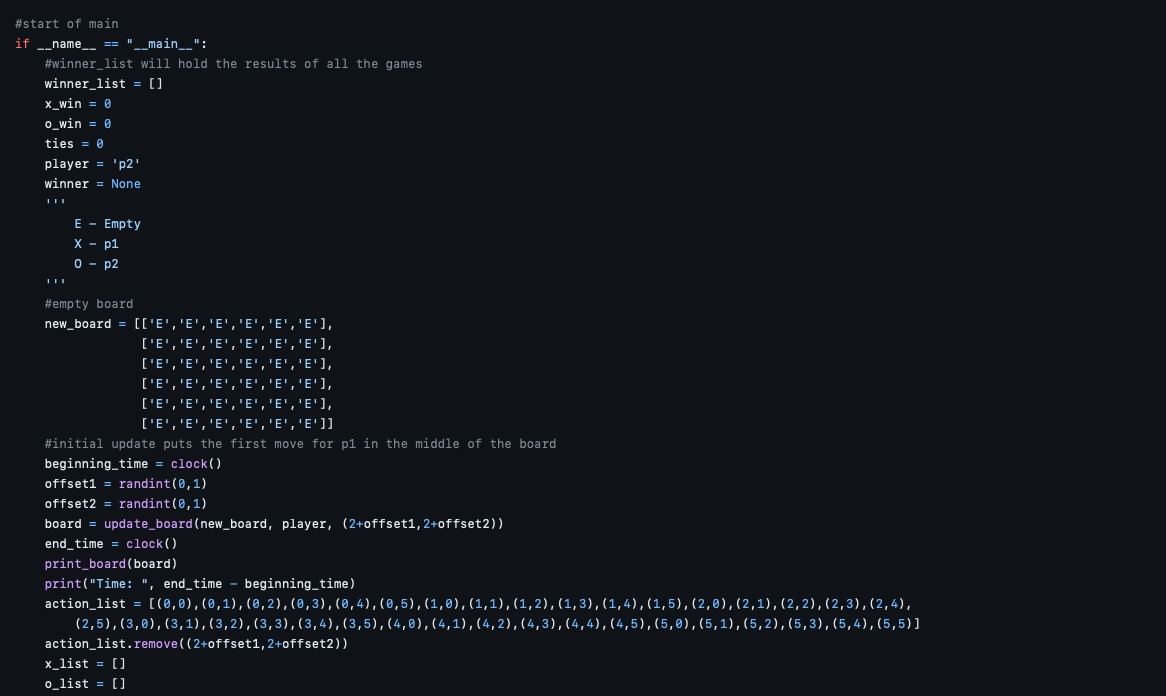 #start of main
if __name__ == "__main__":
    #winner_list will hold the results of all the games
    winner_list = []
    x_win = 0
    o_win = 0
    ties = 0
    player = 'p2'
    winner = None
    '''
        E - Empty
        X - p1
        O - p2
    '''
    #empty board
    new_board = [['E','E','E','E','E','E'],
                 ['E','E','E','E','E','E'],
                 ['E','E','E','E','E','E'],
                 ['E','E','E','E','E','E'],
                 ['E','E','E','E','E','E'],
                 ['E','E','E','E','E','E']]
    #initial update puts the first move for p1 in the middle of the board
    beginning_time = clock()
    offset1 = randint(0,1)
    offset2 = randint(0,1)
    board = update_board(new_board, player, (2+offset1,2+offset2))
    end_time = clock()
    print_board(board)
    print("Time: ", end_time - beginning_time)
    action_list = [(0,0),(0,1),(0,2),(0,3),(0,4),(0,5),(1,0),(1,1),(1,2),(1,3),(1,4),(1,5),(2,0),(2,1),(2,2),(2,3),(2,4),
        (2,5),(3,0),(3,1),(3,2),(3,3),(3,4),(3,5),(4,0),(4,1),(4,2),(4,3),(4,4),(4,5),(5,0),(5,1),(5,2),(5,3),(5,4),(5,5)]
    action_list.remove((2+offset1,2+offset2))
    x_list = []
    o_list = []